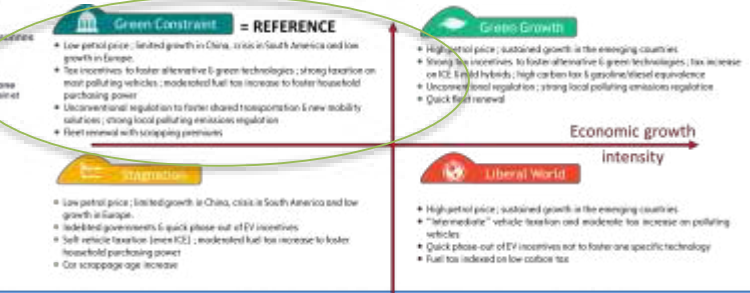 Green Constraint = REFERENCE
Low petrol price ; limited growth in China, crisis in South America and low
growth in Europe.
Tax incentives to foster alternative & green technologies ; strong taxation on
most polluting vehicles ; moderated fuel tax increase to foster household
purchasing power
Unconventional regulation to foster shared transportation & new mobility
solutions ; strong local polluting emissions regulation
Fleet renewal with scrapping premiums
Green Growth
High petrol price ; sustained growth in the emerging countries
Strong tax incentives to foster alternative & green technologies ; tax increase
on ICE & mild hybrids ; high carbon tax & gasoline/diesel equivalence
Unconventional regulation ; strong local polluting emissions regulation
Quick fleet renewal
Economic growth
intensity
Stagnation
Low petrol price ; limited growth in China, crisis in South America and low
growth in Europe.
Indebted governments & quick phase out of EV incentives
Soft vehicle taxation (even ICE) ; moderated fuel tax increase to foster
household purchasing power
Car scrappage age increase
Liberal World
High petrol price ; sustained growth in the emerging countries
"Intermediate" vehicle taxation and moderate tax increase on polluting
vehicles
Quick phase-out of EV incentives not to foster one specific technology
Fuel tax indexed on low carbon tax